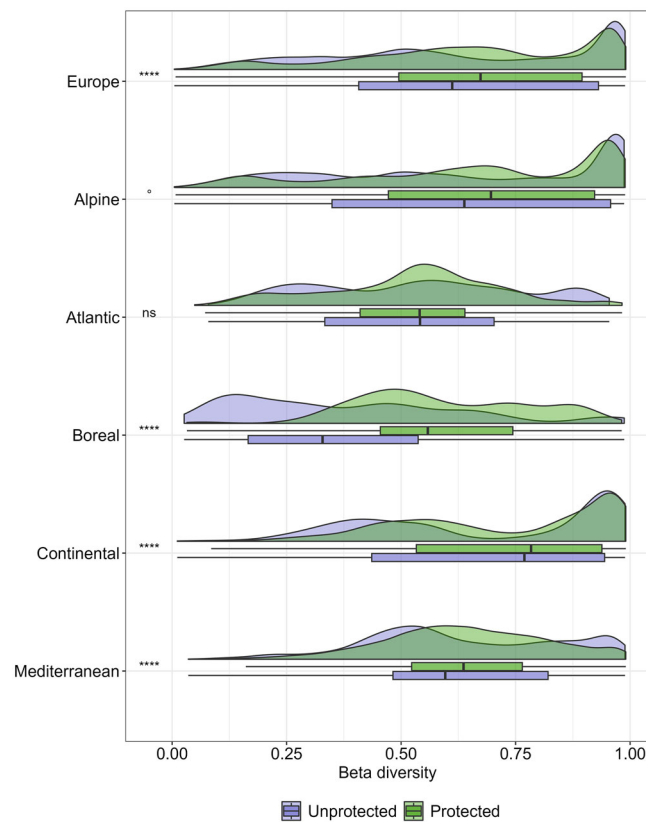 Europe ****
Alpine °
Atlantic ns
Boreal ****
Continental ****
Mediterranean ****
0.00 0.25 0.50 0.75 1.00
Beta diversity
Unprotected Protected